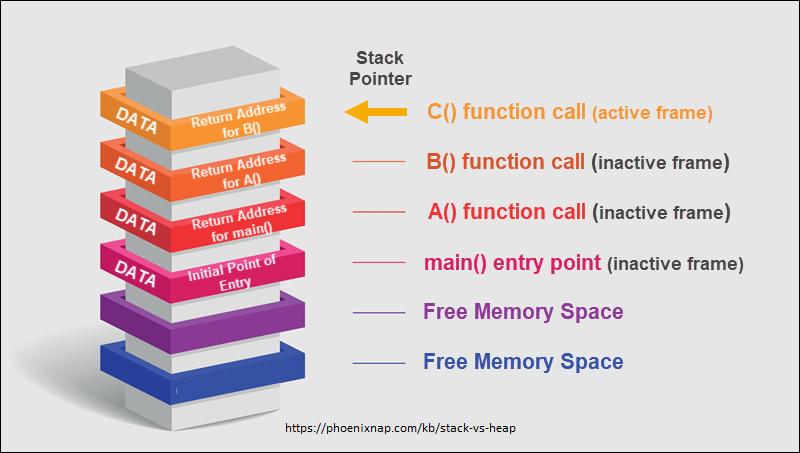 Stack
Pointer
DATA
Return Address
for B()
C() function call (active frame)
DATA
Return Address
for A()
B() function call (inactive frame)
DATA
Return Address
for main()
A() function call (inactive frame)
DATA
Initial Point of
Entry
main() entry point (inactive frame)
Free Memory Space
Free Memory Space
https://phoenixnap.com/kb/stack-vs-heap